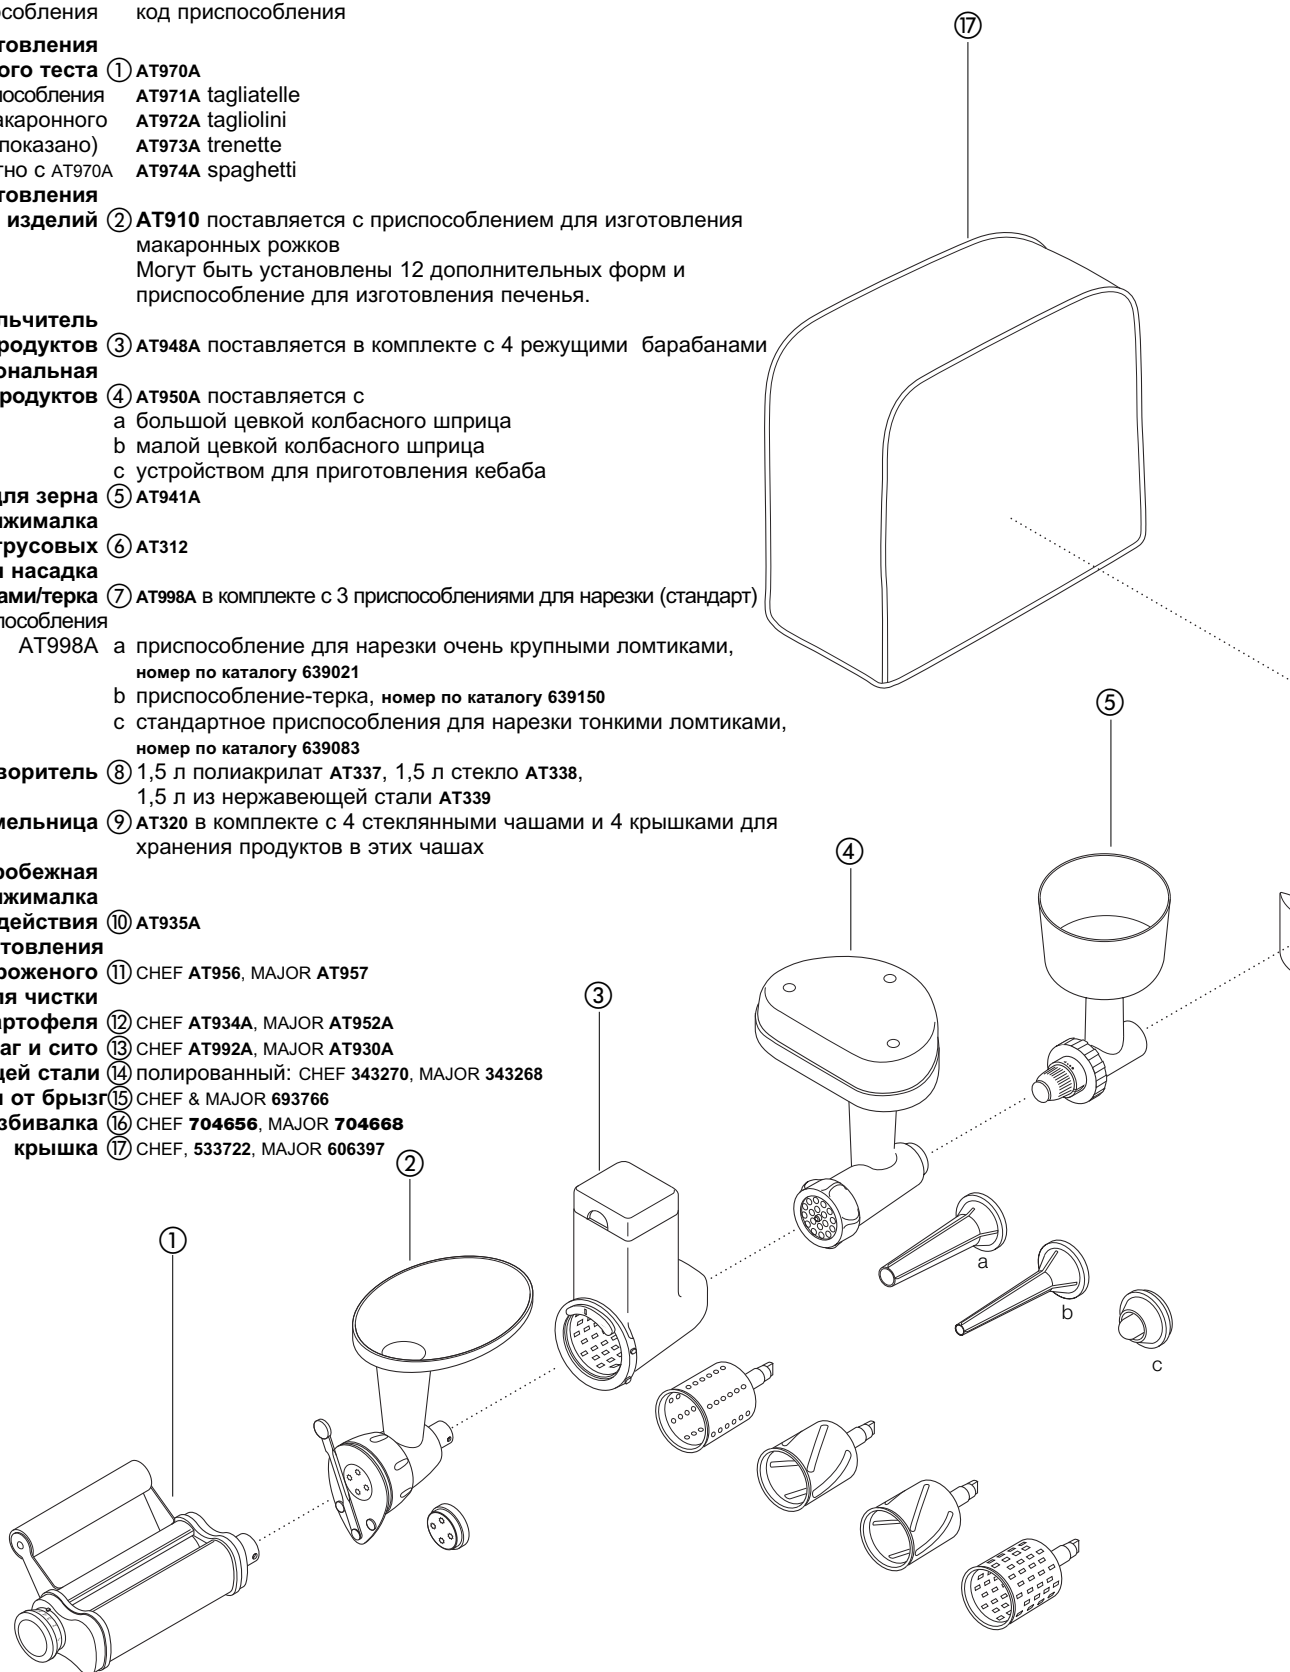 особления код приспособления
товления
ого теста ① AT970A
пособления AT971A tagliatelle
акаронного AT972A tagliolini
показано) AT973A trenette
тно с AT970A AT974A spaghetti
товления
изделий ② AT910 поставляется с приспособлением для изготовления
макаронных рожков
Могут быть установлены 12 дополнительных форм и
приспособление для изготовления печенья.
льчитель
родуктов ③ AT948A поставляется в комплекте с 4 режущими барабанами
ональная
родуктов ④ AT950A поставляется с
a большой цевкой колбасного шприца
b малой цевкой колбасного шприца
c устройством для приготовления кебаба
для зерна ⑤ AT941A
жималка
трусовых ⑥ AT312
насадка
ами/терка ⑦ AT998A в комплекте с 3 приспособлениями для нарезки (стандарт)
пособления
AT998A a приспособление для нарезки очень крупными ломтиками,
номер по каталогу 639021
b приспособление-терка, номер по каталогу 639150
c стандартное приспособления для нарезки тонкими ломтиками,
номер по каталогу 639083
воритель ⑧ 1,5 л полиакрилат AT337, 1,5 л стекло AT338,
1,5 л из нержавеющей стали AT339
мельница ⑨ AT320 в комплекте с 4 стеклянными чашами и 4 крышками для
хранения продуктов в этих чашах
робежная
жималка
действия ⑩ AT935A
товления
роженого ⑪ CHEF AT956, MAJOR AT957
ия чистки
артофеля ⑫ CHEF AT934A, MAJOR AT952A
аг и сито ⑬ CHEF AT992A, MAJOR AT930A
щей стали ⑭ полированный: CHEF 343270, MAJOR 343268
от брызг ⑮ CHEF & MAJOR 693766
збивалка ⑯ CHEF 704656, MAJOR 704668
крышка ⑰ CHEF, 533722, MAJOR 606397
⑰
⑤
④
③
②
①
a
b
c